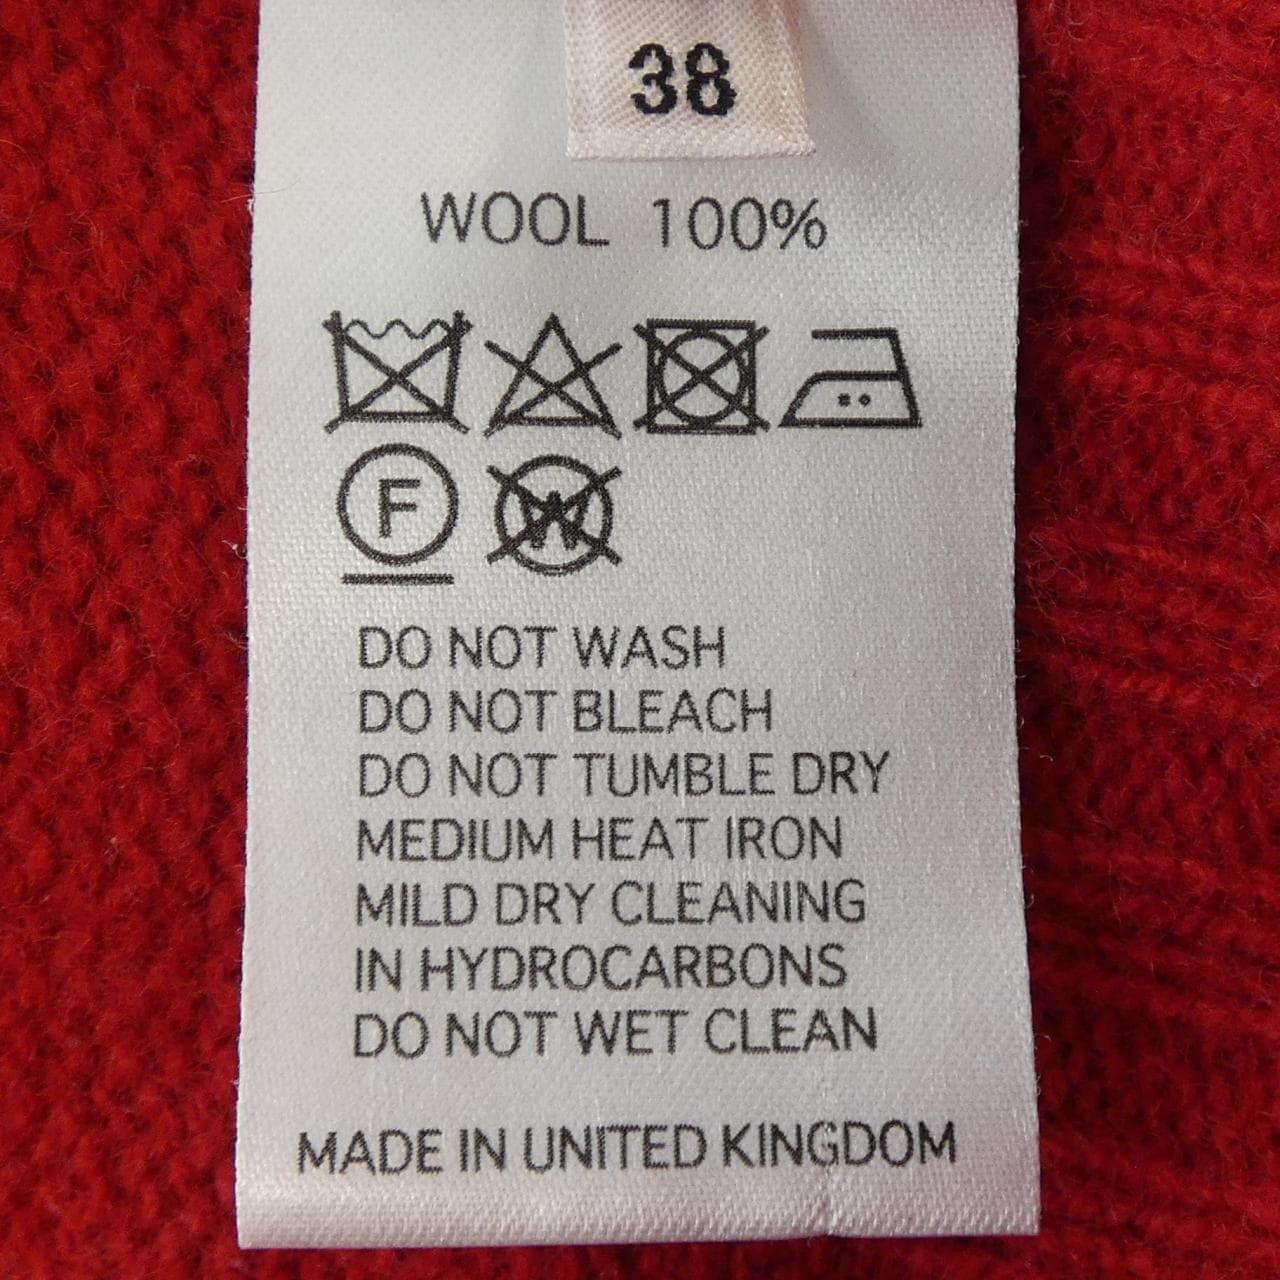 38
WOOL 100%
F W
DO NOT WASH
DO NOT BLEACH
DO NOT TUMBLE DRY
MEDIUM HEAT IRON
MILD DRY CLEANING
IN HYDROCARBONS
DO NOT WET CLEAN
MADE IN UNITED KINGDOM